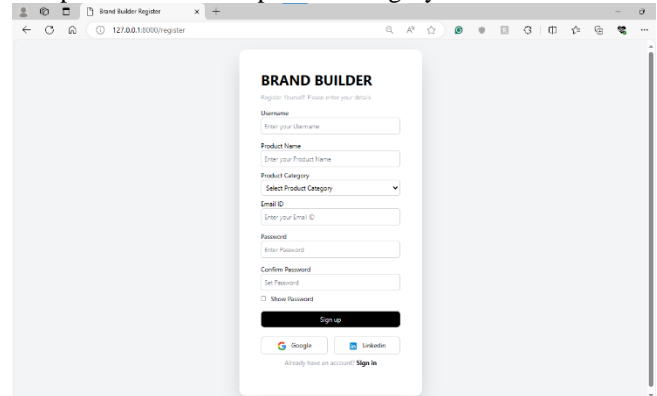 Brand Builder Register
127.0.0.1:8000/register
BRAND BUILDER
Register Yourself! Please enter your details
Username
Enter your Username
Product Name
Enter your Product Name
Product Category
Select Product Category
Email ID
Enter your Email ID
Password
Enter Password
Confirm Password
Set Password
Show Password
Sign up
Google
in Linkedin
Already have an account? Sign in